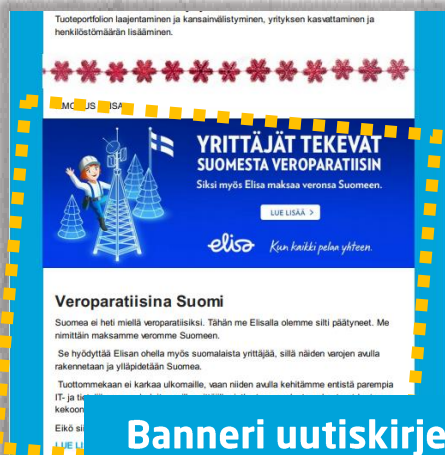 Tuoteportfolion laajentaminen ja kansainvälistyminen, yrityksen kasvattaminen ja
henkilöstömäärän lisääminen.
YRITTÄJÄT TEKEVÄT
SUOMESTA VEROPARATIISIN
Siksi myös Elisa maksaa veronsa Suomeen.
LUE LISÄÄ >
elisa
Kun kaikki pelaa yhteen.
Veroparatiisina Suomi
Suomea ei heti miellä veroparatiisiksi. Tähän me Elisalla olemme silti päätyneet. Me
nimittäin maksamme veromme Suomeen.
Se hyödyttää Elisan ohella myös suomalaista yrittäjää, sillä näiden varojen avulla
rakennetaan ja ylläpidetään Suomea.
Tuottommekaan ei karkaa ulkomaille, vaan niiden avulla kehitämme entistä parempia
IT- ja
Eikö
LUE
Banneri uutiskirje